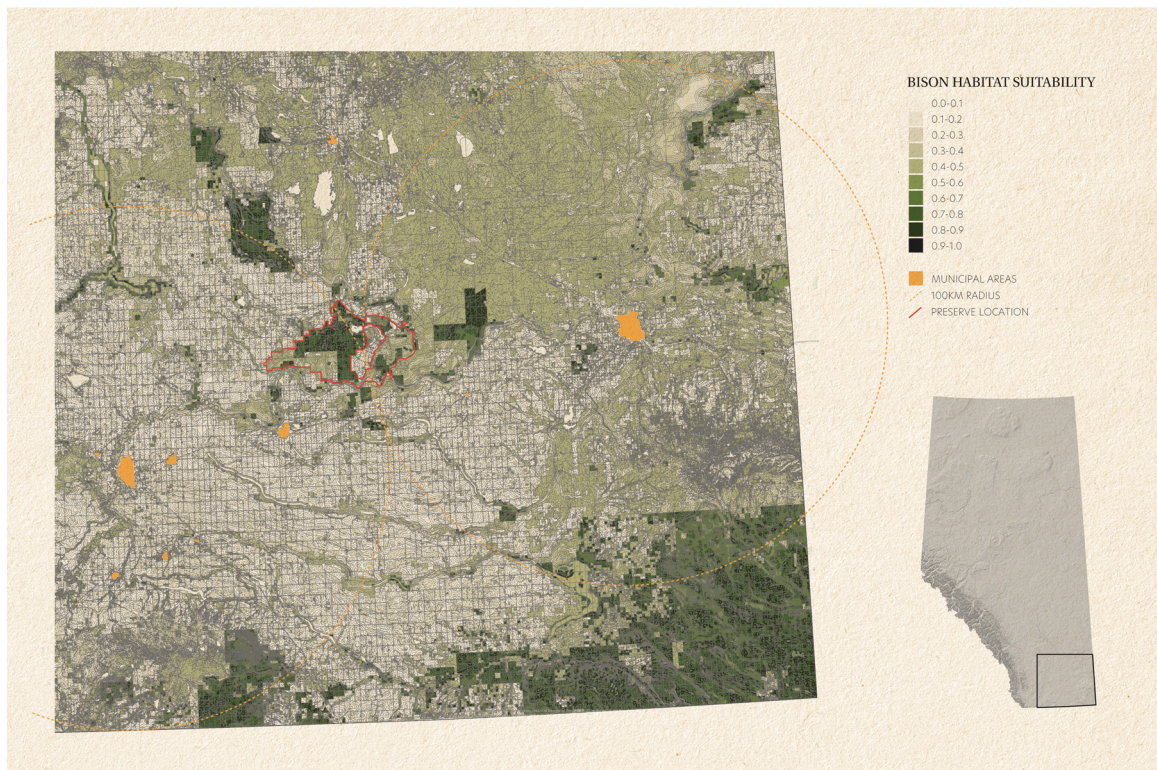 BISON HABITAT SUITABILITY
0.0-0.1
0.1-0.2
0.2-0.3
0.3-0.4
0.4-0.5
0.5-0.6
0.6-0.7
0.7-0.8
0.8-0.9
0.9-1.0
MUNICIPAL AREAS
100KM RADIUS
PRESERVE LOCATION